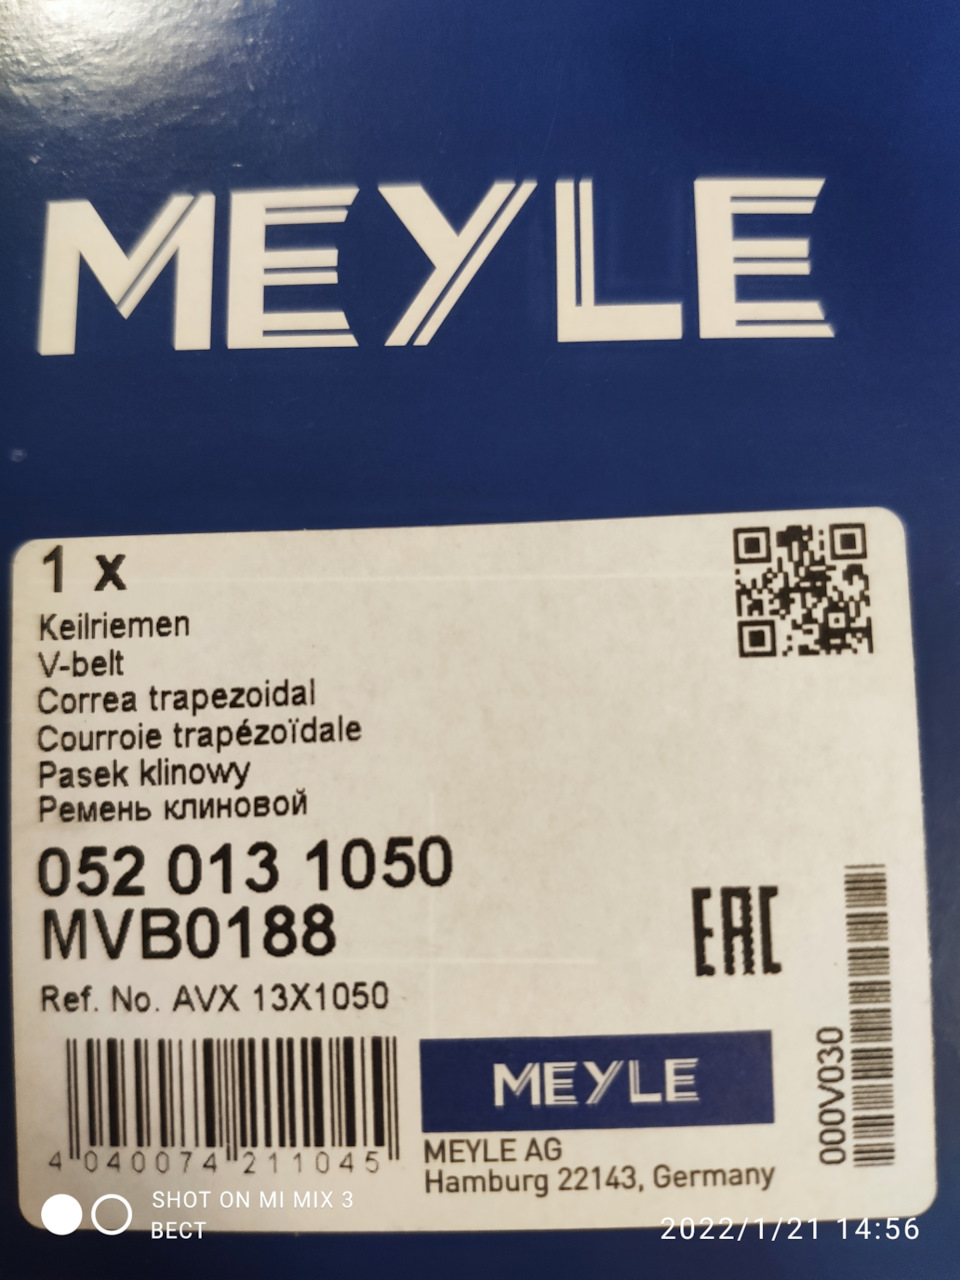 MEYLE
1 x
Keilriemen
V-belt
Correa trapezoidal
Courroie trapézoïdale
Pasek klinowy
Ремень клиновой
052 013 1050
MVB0188
Ref. No. AVX 13X1050
EAC
000V030
4 040074 211045
MEYLE
MEYLE AG
Hamburg 22143, Germany
SHOT ON MI MIX 3
ВЕСТ
2022/1/21 14:56